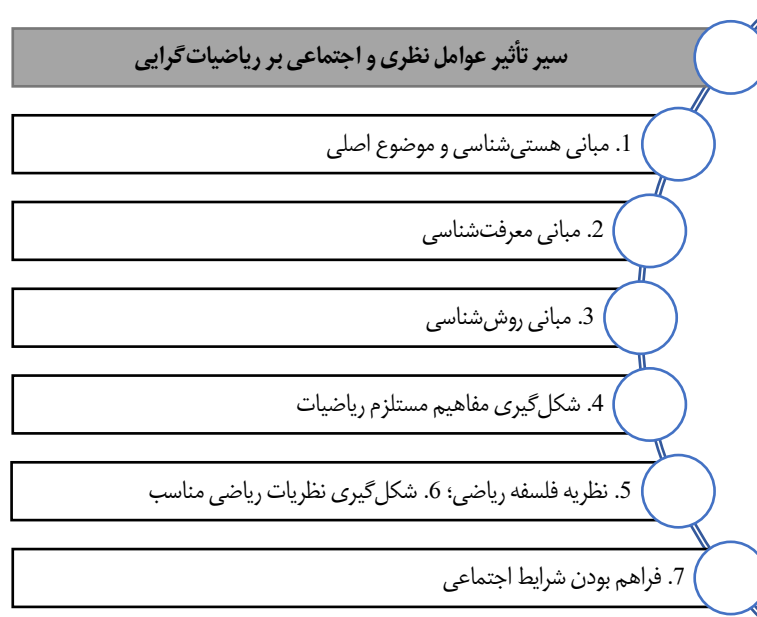 سیر تأثیر عوامل نظری و اجتماعی بر ریاضیات‌گرایی
1. مبانی هستی‌شناسی و موضوع اصلی
2. مبانی معرفت‌شناسی
3. مبانی روش‌شناسی
4. شکل‌گیری مفاهیم مستلزم ریاضیات
5. نظریه فلسفه ریاضی؛ 6. شکل‌گیری نظریات ریاضی مناسب
7. فراهم بودن شرایط اجتماعی